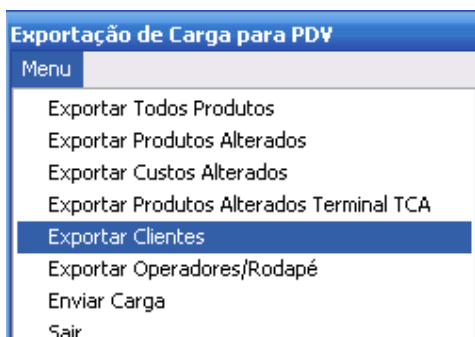 Exportação de Carga para PDV
Menu
Exportar Todos Produtos
Exportar Produtos Alterados
Exportar Custos Alterados
Exportar Produtos Alterados Terminal TCA
Exportar Clientes
Exportar Operadores/Rodapé
Enviar Carga
Sair